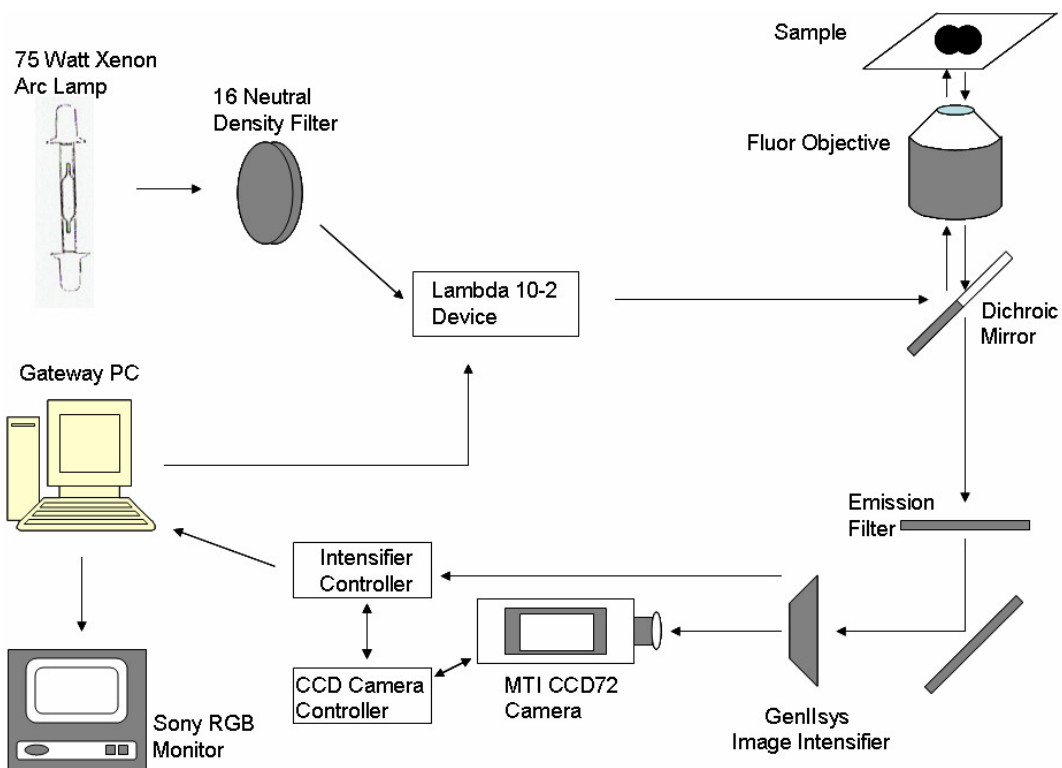 75 Watt Xenon
Arc Lamp
16 Neutral
Density Filter
Sample
Fluor Objective
Lambda 10-2
Device
Dichroic
Mirror
Gateway PC
Emission
Filter
Intensifier
Controller
CCD Camera
Controller
MTI CCD72
Camera
GenIIsys
Image Intensifier
Sony RGB
Monitor